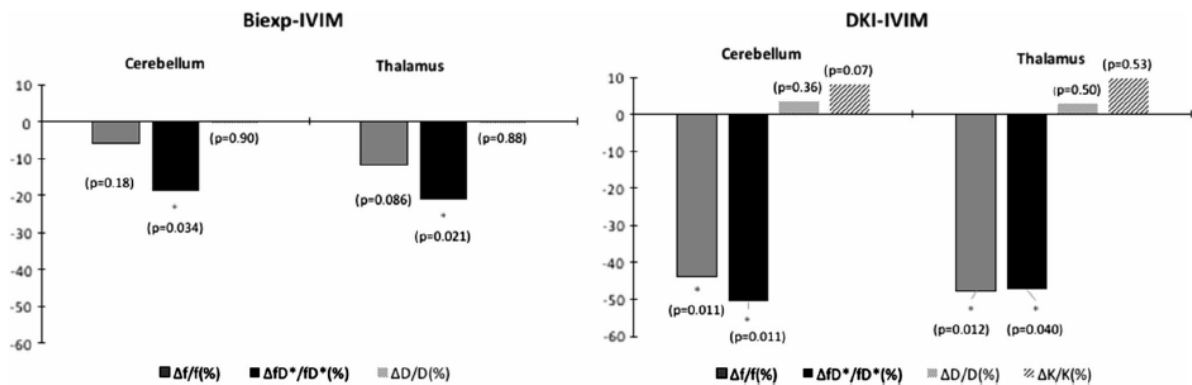 Biexp-IVIM
Cerebellum
Thalamus
10
0
-10
-20
-30
-40
-50
-60
(p=0.18)
*
(p=0.034)
(p=0.90)
(p=0.086)
*
(p=0.021)
(p=0.88)
Δf/f(%)
ΔfD*/fD*(%)
ΔD/D(%)
DKI-IVIM
Cerebellum
Thalamus
10
0
-10
-20
-30
-40
-50
-60
*
(p=0.011)
*
(p=0.011)
(p=0.36)
(p=0.07)
*
(p=0.012)
*
(p=0.040)
(p=0.50)
(p=0.53)
Δf/f(%)
ΔfD*/fD*(%)
ΔD/D(%)
ΔK/K(%)